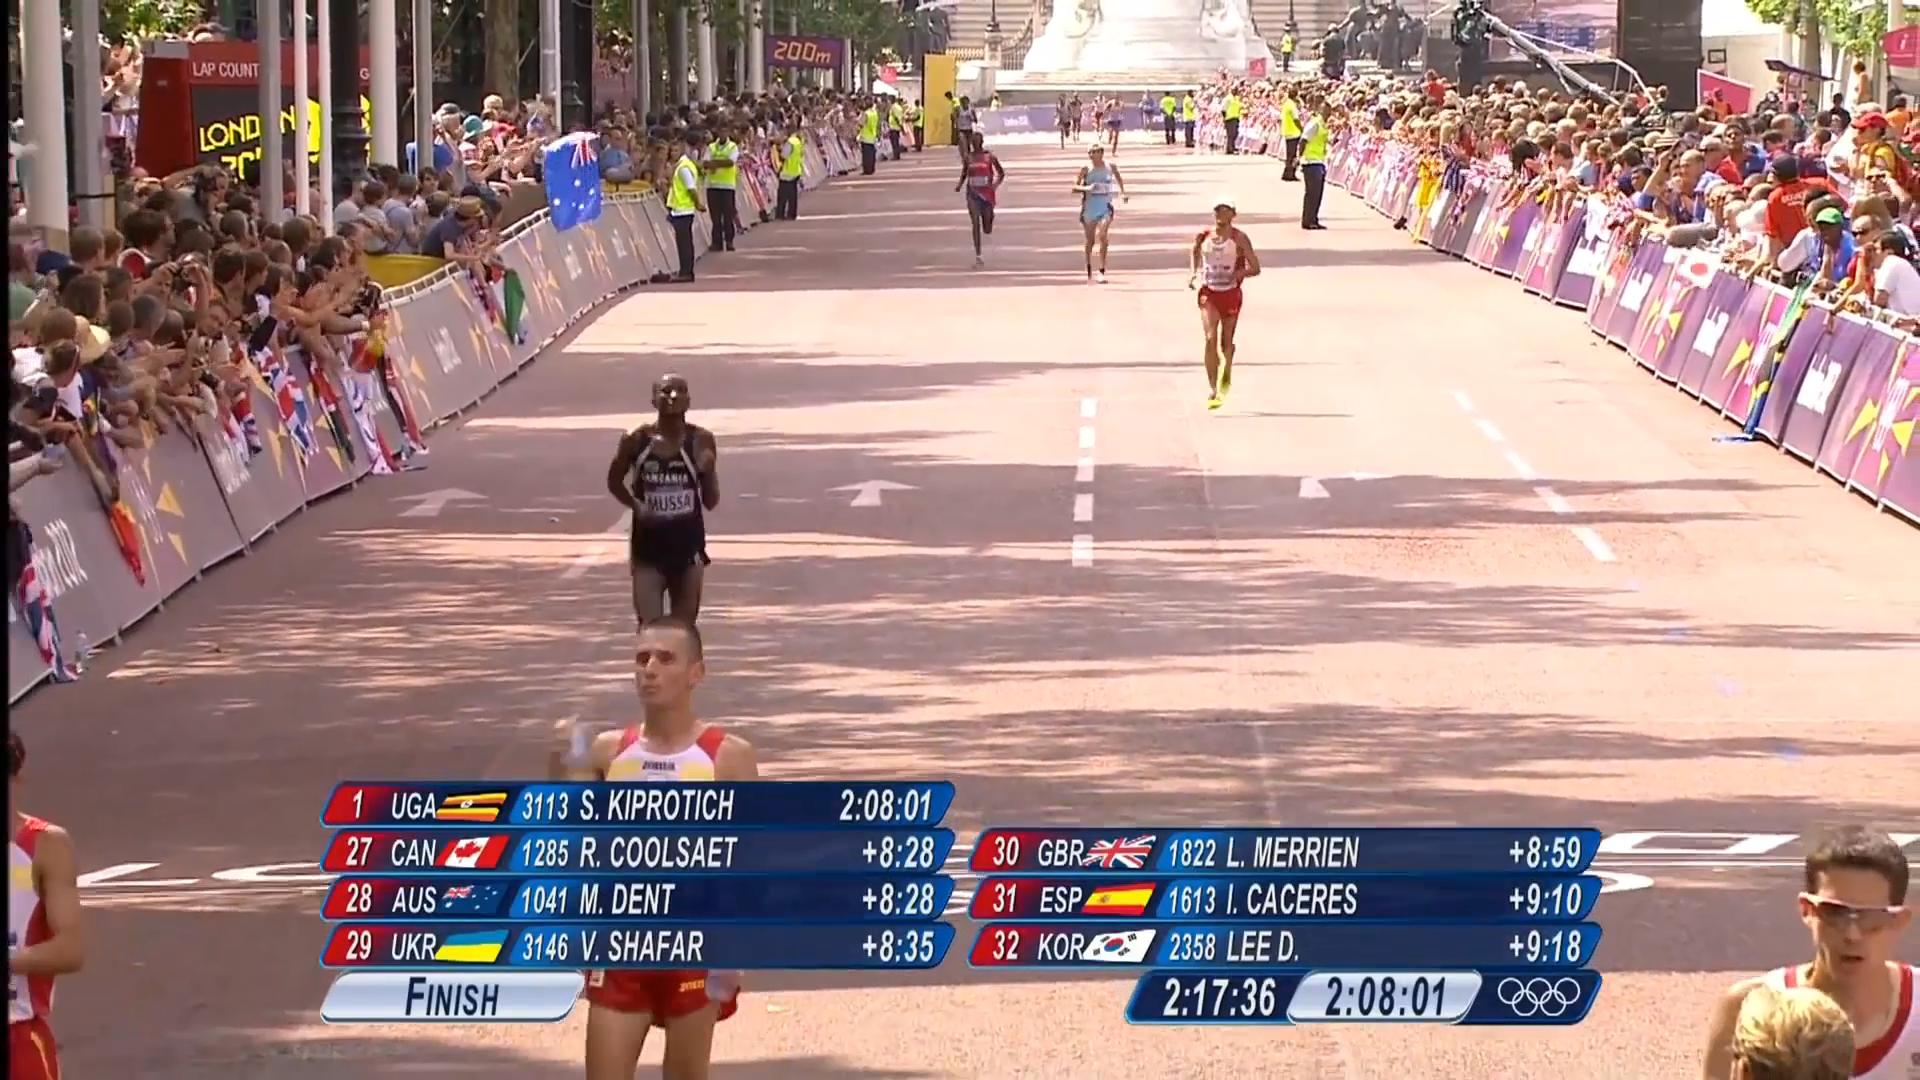 200m
LAP COUNT
LONDON
TANZANIA
MUSSA
1 UGA 3113 S. KIPROTICH 2:08:01
27 CAN 1285 R. COOLSAET +8:28
28 AUS 1041 M. DENT +8:28
29 UKR 3146 V. SHAFAR +8:35
30 GBR 1822 L. MERRIEN +8:59
31 ESP 1613 I. CACERES +9:10
32 KOR 2358 LEE D. +9:18
FINISH
2:17:36 2:08:01